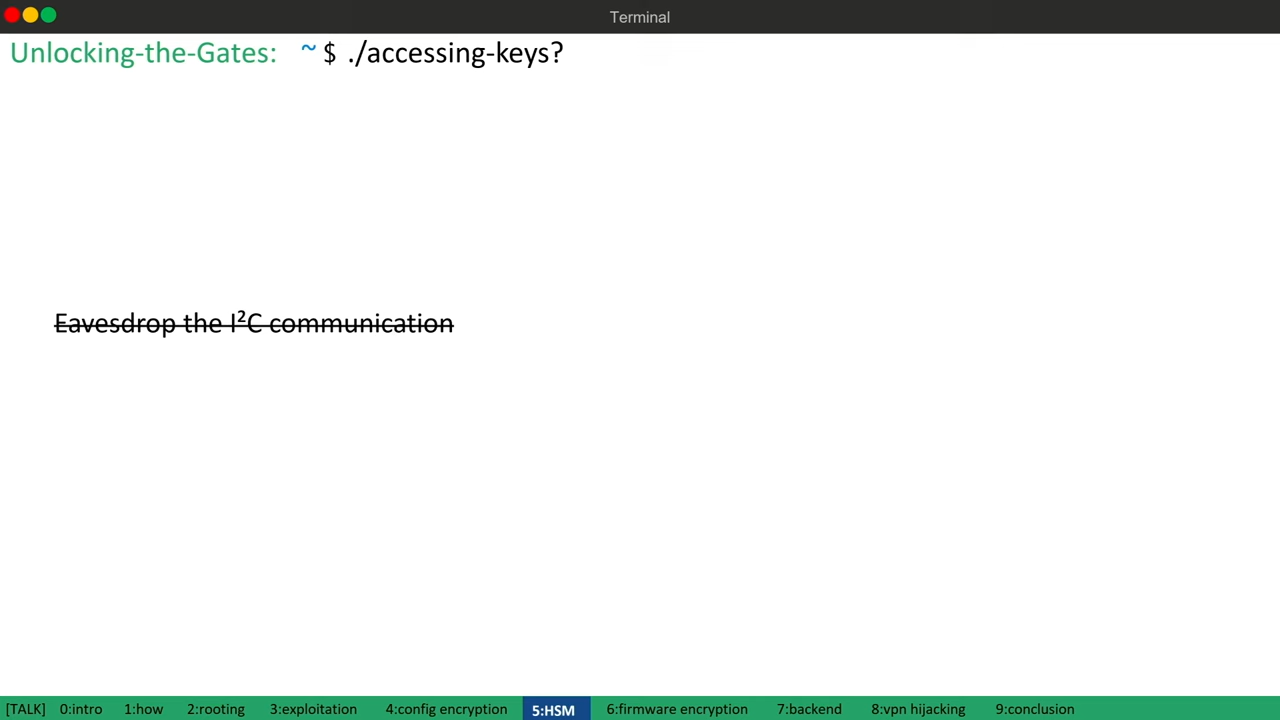 Terminal
Unlocking-the-Gates: ~ $ ./accessing-keys?
Eavesdrop the I²C communication
[TALK] 0:intro 1:how 2:rooting 3:exploitation 4:config encryption 5:HSM 6:firmware encryption 7:backend 8:vpn hijacking 9:conclusion